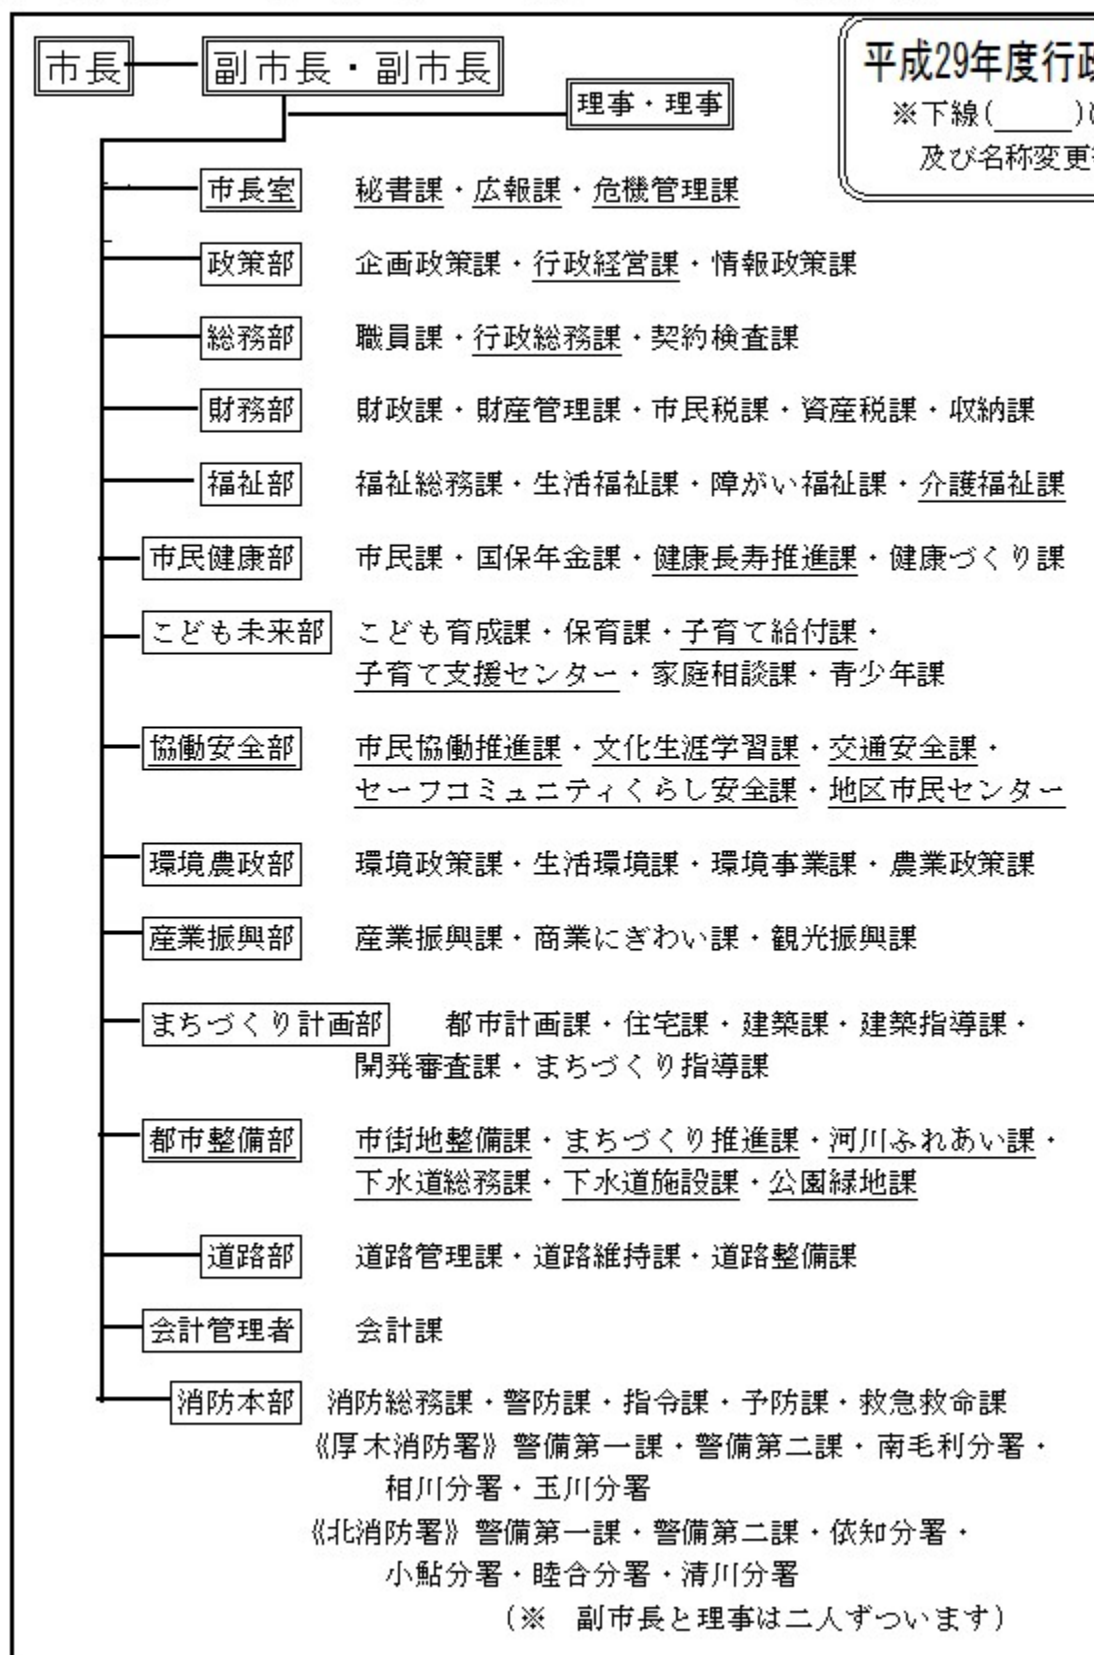 市長 副市長・副市長
理事・理事
平成29年度行政
※下線(_____)
及び名称変更
市長室 秘書課・広報課・危機管理課
政策部 企画政策課・行政経営課・情報政策課
総務部 職員課・行政総務課・契約検査課
財務部 財政課・財産管理課・市民税課・資産税課・収納課
福祉部 福祉総務課・生活福祉課・障がい福祉課・介護福祉課
市民健康部 市民課・国保年金課・健康長寿推進課・健康づくり課
こども未来部 こども育成課・保育課・子育て給付課・
子育て支援センター・家庭相談課・青少年課
協働安全部 市民協働推進課・文化生涯学習課・交通安全課・
セーフコミュニティくらし安全課・地区市民センター
環境農政部 環境政策課・生活環境課・環境事業課・農業政策課
産業振興部 産業振興課・商業にぎわい課・観光振興課
まちづくり計画部 都市計画課・住宅課・建築課・建築指導課・
開発審査課・まちづくり指導課
都市整備部 市街地整備課・まちづくり推進課・河川ふれあい課・
下水道総務課・下水道施設課・公園緑地課
道路部 道路管理課・道路維持課・道路整備課
会計管理者 会計課
消防本部 消防総務課・警防課・指令課・予防課・救急救命課
《厚木消防署》警備第一課・警備第二課・南毛利分署・
相川分署・玉川分署
《北消防署》警備第一課・警備第二課・依知分署・
小鮎分署・睦合分署・清川分署
(※ 副市長と理事は二人ずついます)